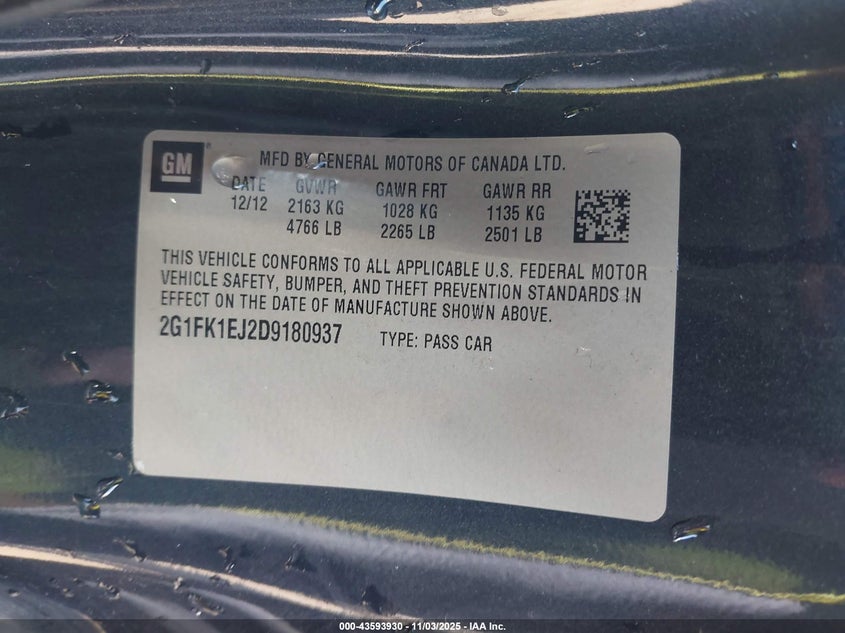 GM ®
MFD BY GENERAL MOTORS OF CANADA LTD.
DATE GVWR GAWR FRT GAWR RR
12/12 2163 KG 1028 KG 1135 KG
4766 LB 2265 LB 2501 LB
THIS VEHICLE CONFORMS TO ALL APPLICABLE U.S. FEDERAL MOTOR
VEHICLE SAFETY, BUMPER, AND THEFT PREVENTION STANDARDS IN
EFFECT ON THE DATE OF MANUFACTURE SHOWN ABOVE.
2G1FK1EJ2D9180937 TYPE: PASS CAR
000-43593930 - 11/03/2025 - IAA Inc.